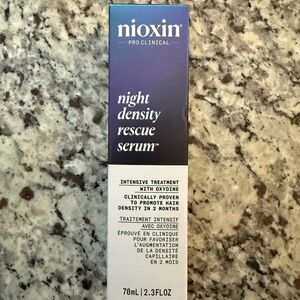 nioxin®
PRO CLINICAL
night
density
rescue
serum™
INTENSIVE TREATMENT
WITH OXYDINE
CLINICALLY PROVEN
TO PROMOTE HAIR
DENSITY IN 2 MONTHS
TRAITEMENT INTENSIF
AVEC OXYDINE
ÉPROUVÉ EN CLINIQUE
POUR FAVORISER
L'AUGMENTATION
DE LA DENSITÉ
CAPILLAIRE
EN 2 MOIS
70mL | 2.3FLOZ